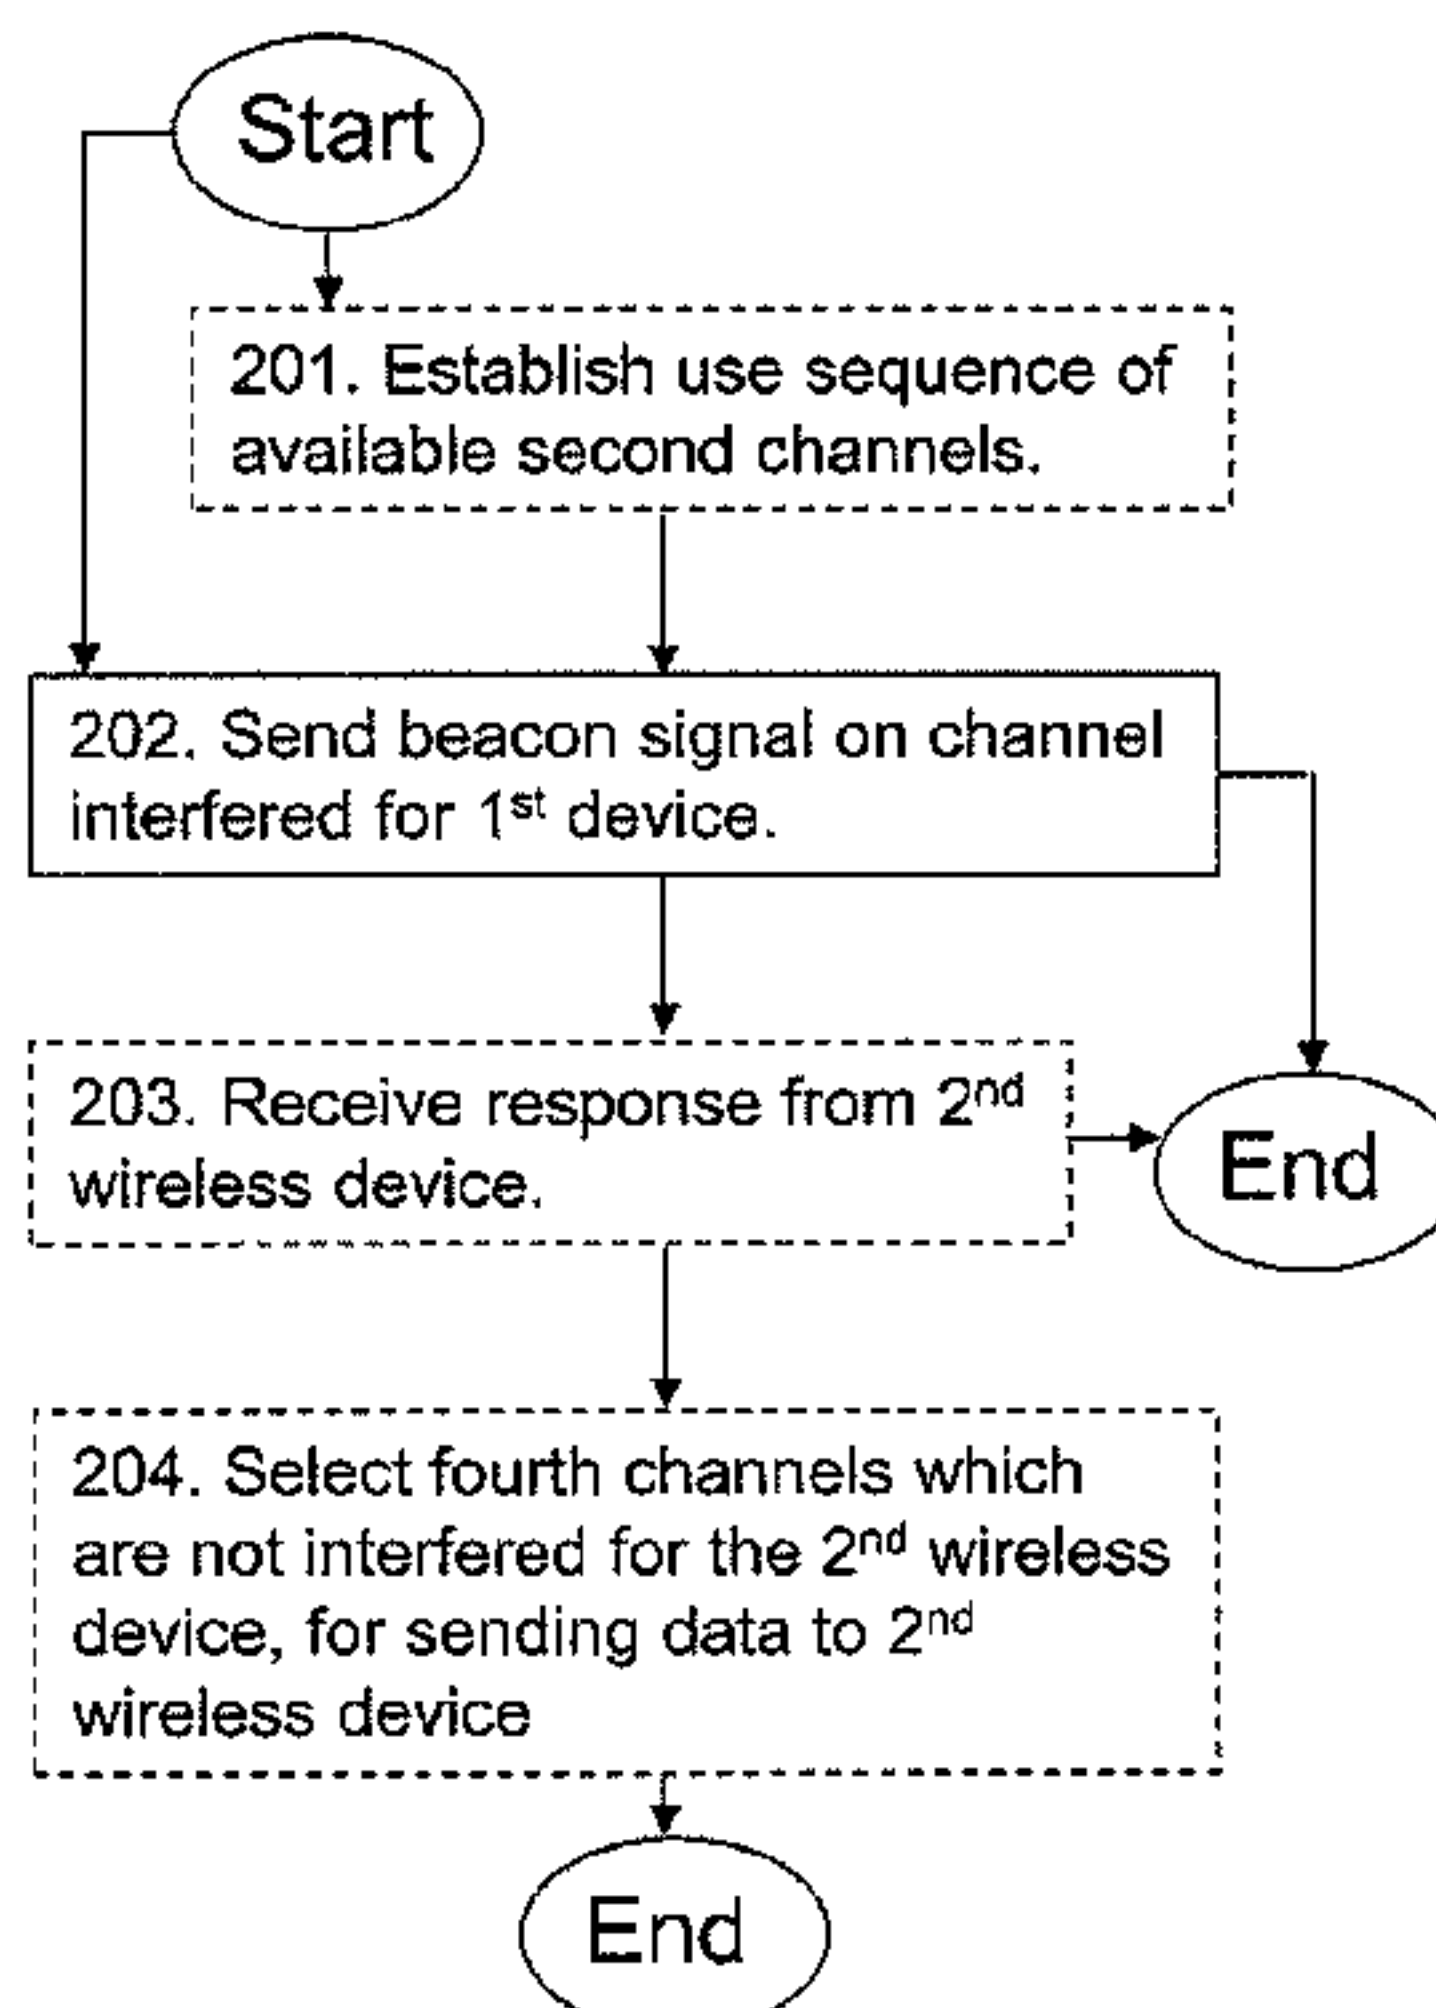 Start
201. Establish use sequence of
available second channels.
202. Send beacon signal on channel
interfered for 1st device.
203. Receive response from 2nd
wireless device.
End
204. Select fourth channels which
are not interfered for the 2nd wireless
device, for sending data to 2nd
wireless device
End